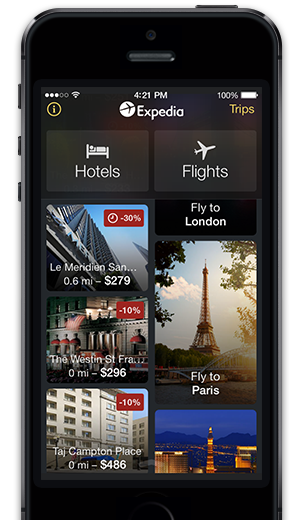 4:21 PM
100%
Expedia
Trips
Hotels
Flights
-30%
Le Meridien San...
0.6 mi – $279
-10%
The Westin St Fra...
0 mi – $296
-10%
Taj Campton Place
0 mi – $486
Fly to
London
Fly to
Paris